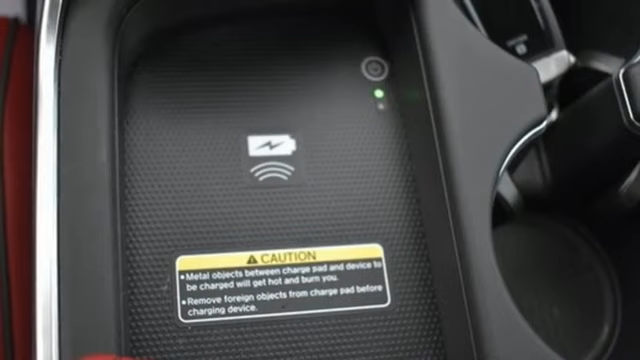 CAUTION
• Metal objects between charge pad and device to
be charged will get hot and burn you.
• Remove foreign objects from charge pad before
charging device.